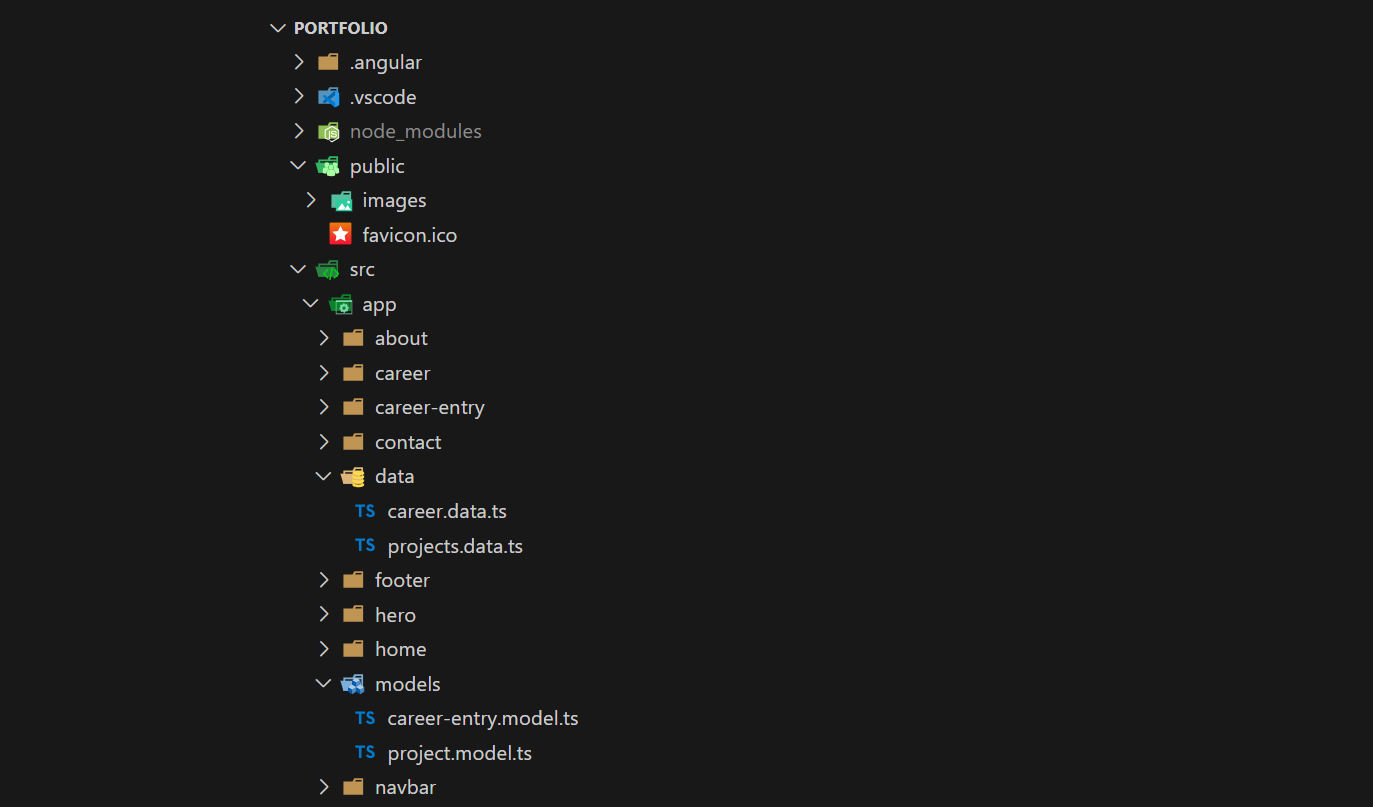 PORTFOLIO
.angular
.vscode
node_modules
public
images
favicon.ico
src
app
about
career
career-entry
contact
data
TS career.data.ts
TS projects.data.ts
footer
hero
home
models
TS career-entry.model.ts
TS project.model.ts
navbar